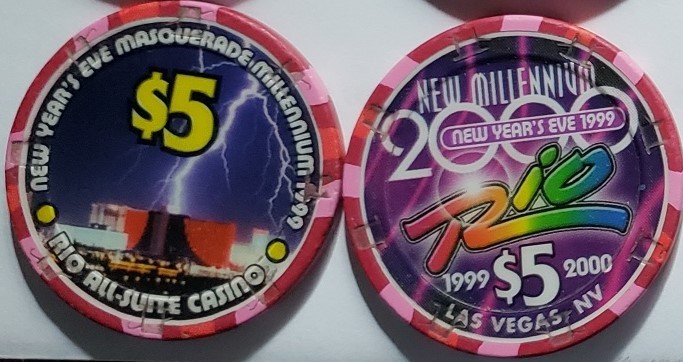 NEW YEAR'S EVE MASQUERADE MILLENNIUM 1999
$5
RIO ALL-SUITE CASINO
NEW MILLENNIUM
2000
NEW YEAR'S EVE 1999
Rio
1999 $5 2000
LAS VEGAS, NV